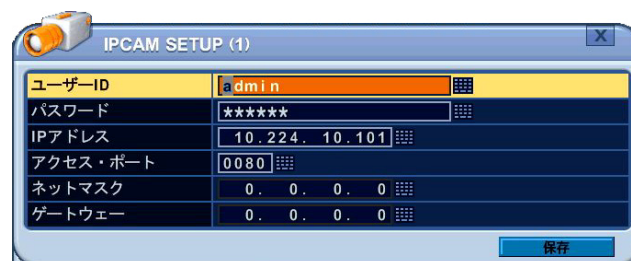 IPCAM SETUP (1)
X
ユーザーID admin
パスワード ******
IPアドレス 10.224. 10.101
アクセス・ポート 0080
ネットマスク 0. 0. 0. 0
ゲートウェー 0. 0. 0. 0
保存